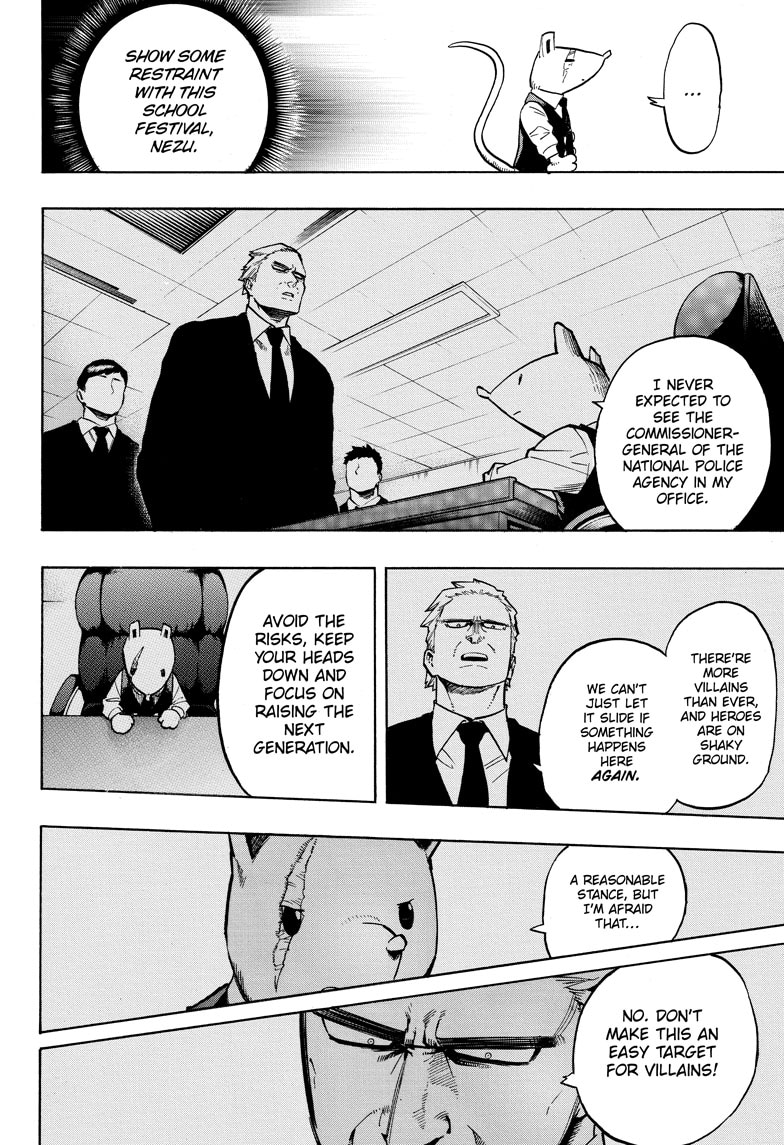 ...
SHOW SOME
RESTRAINT
WITH THIS
SCHOOL
FESTIVAL,
NEZU.
I NEVER
EXPECTED TO
SEE THE
COMMISSIONER-
GENERAL OF THE
NATIONAL POLICE
AGENCY IN MY
OFFICE.
THERE'RE
MORE
VILLAINS
THAN EVER,
AND HEROES
ARE ON
SHAKY
GROUND.
WE CAN'T
JUST LET
IT SLIDE IF
SOMETHING
HAPPENS
HERE
AGAIN.
AVOID THE
RISKS, KEEP
YOUR HEADS
DOWN AND
FOCUS ON
RAISING THE
NEXT
GENERATION.
A REASONABLE
STANCE, BUT
I'M AFRAID
THAT...
NO. DON'T
MAKE THIS AN
EASY TARGET
FOR VILLAINS!